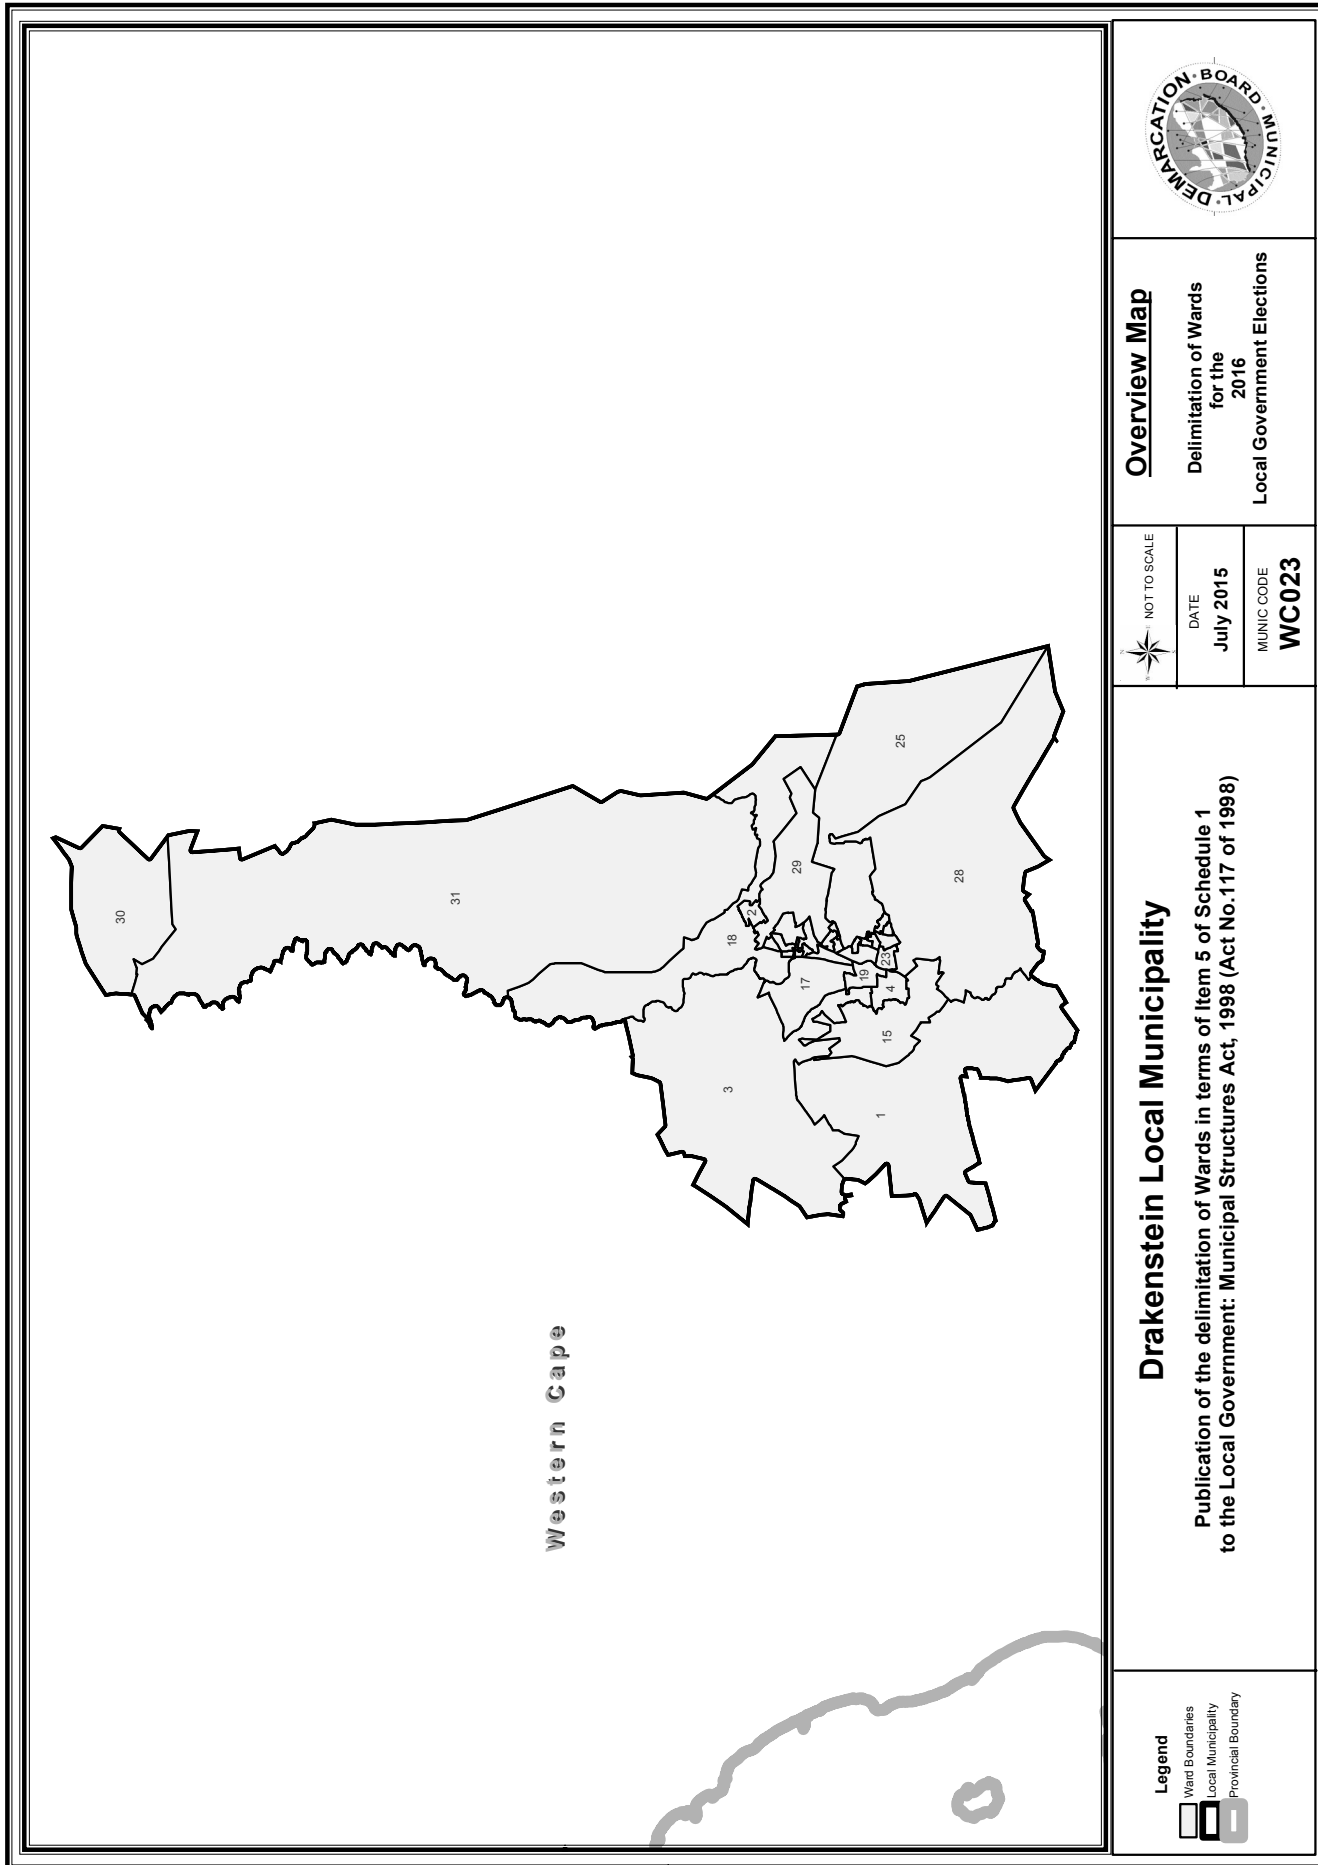 30
31
18
2
29
25
28
17
19
23
4
15
3
1
Western Cape
Legend
Ward Boundaries
Local Municipality
Provincial Boundary
Drakenstein Local Municipality
Publication of the delimitation of Wards in terms of Item 5 of Schedule 1
to the Local Government: Municipal Structures Act, 1998 (Act No.117 of 1998)
N
W
E
S
NOT TO SCALE
DATE
July 2015
MUNIC CODE
WC023
Overview Map
Delimitation of Wards
for the
2016
Local Government Elections
MUNICIPAL · DEMARCATION · BOARD ·